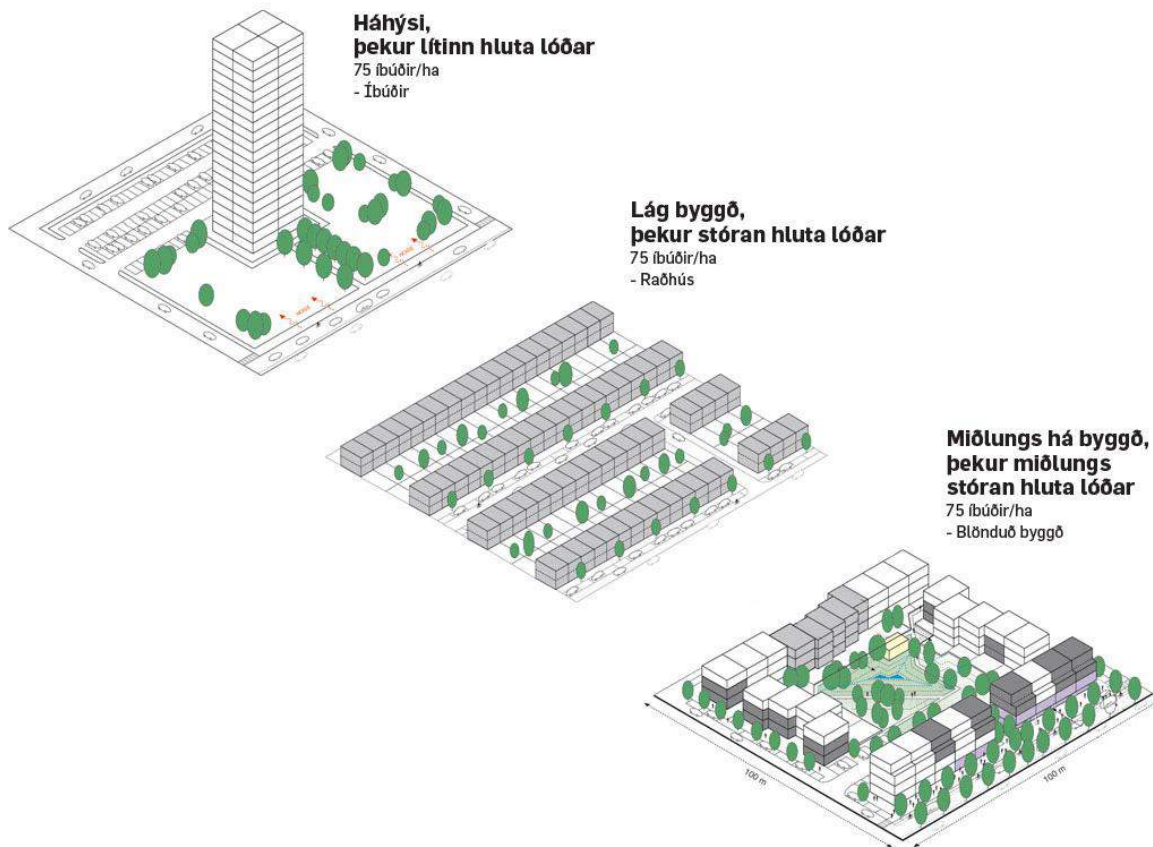 Háhýsi,
þekur lítinn hluta lóðar
75 íbúðir/ha
- Íbúðir
Lág byggð,
þekur stóran hluta lóðar
75 íbúðir/ha
- Raðhús
Miðlungs há byggð,
þekur miðlungs
stóran hluta lóðar
75 íbúðir/ha
- Blönduð byggð
100 m
100 m